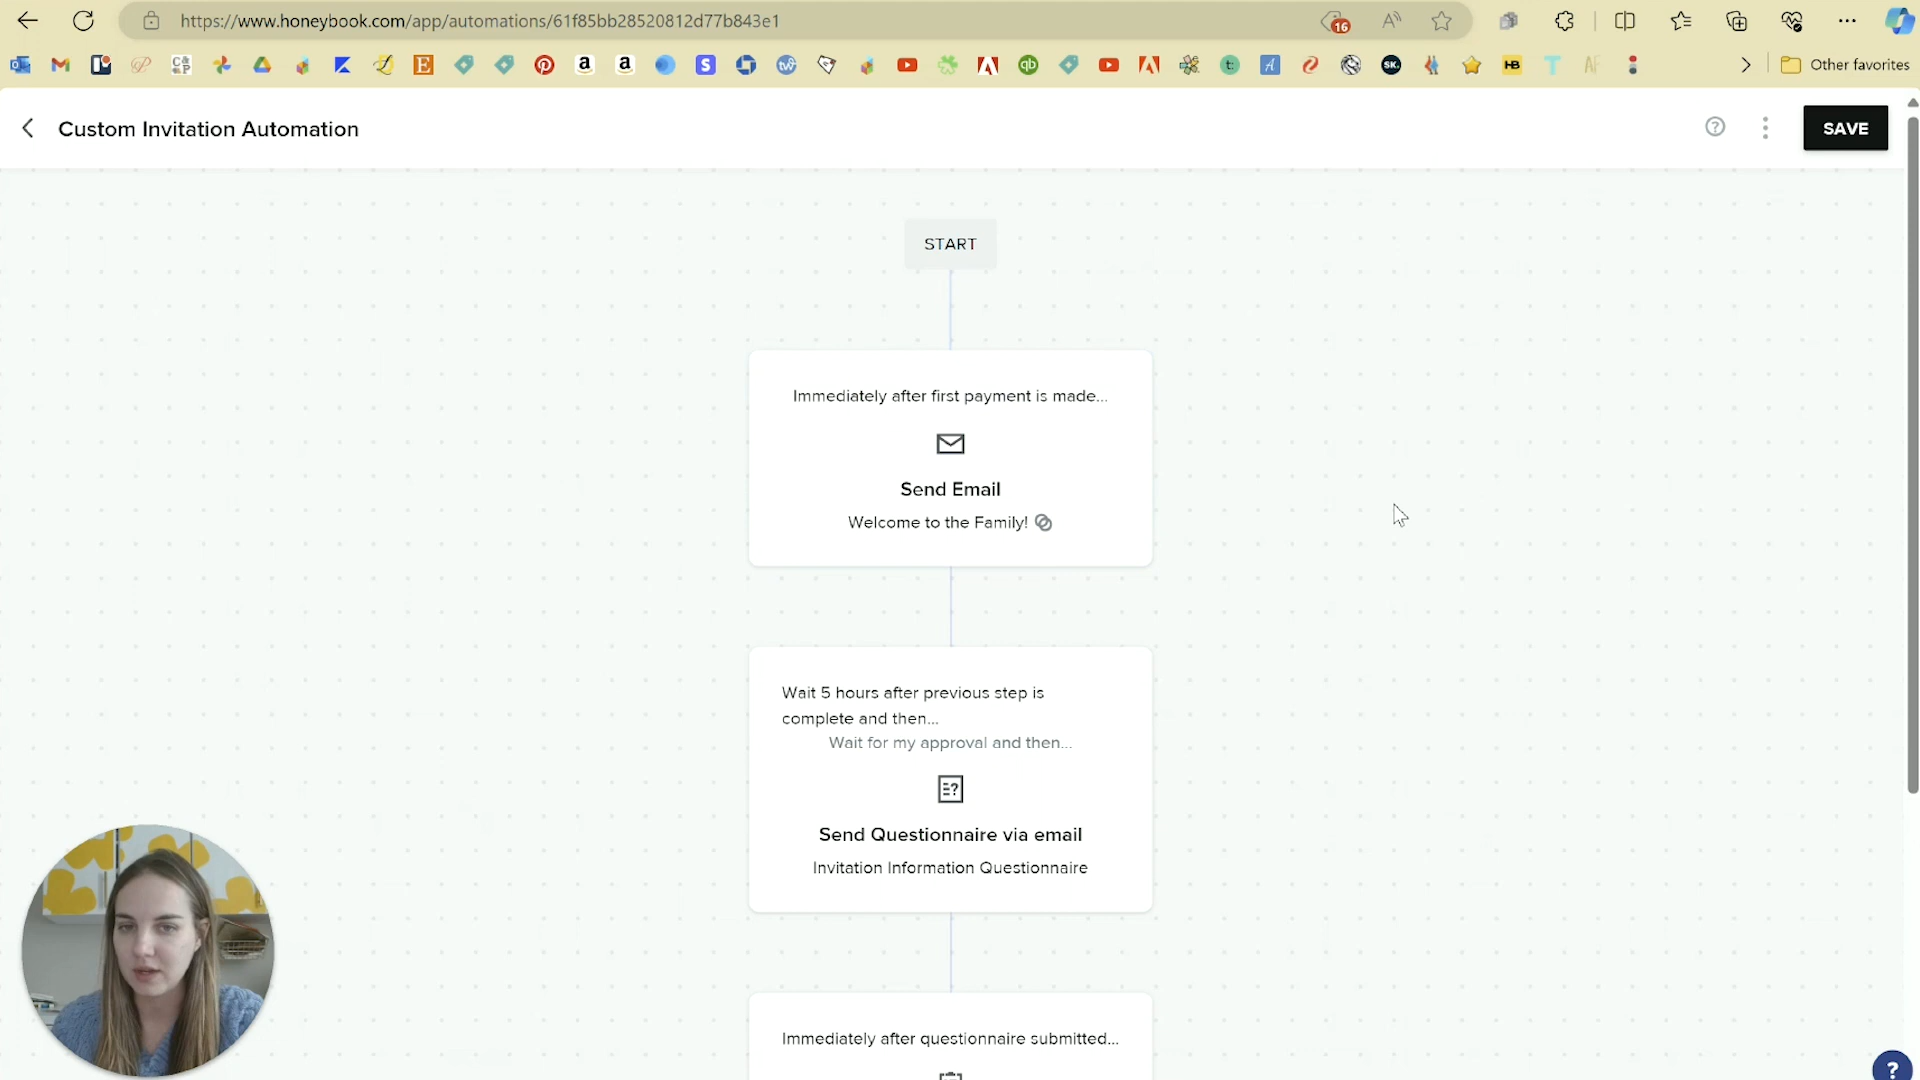 https://www.honeybook.com/app/automations/61f85bb28520812d77b843e1
16
Other favorites
Custom Invitation Automation
SAVE
START
Immediately after first payment is made...
Send Email
Welcome to the Family!
Wait 5 hours after previous step is
complete and then...
Wait for my approval and then...
Send Questionnaire via email
Invitation Information Questionnaire
Immediately after questionnaire submitted...